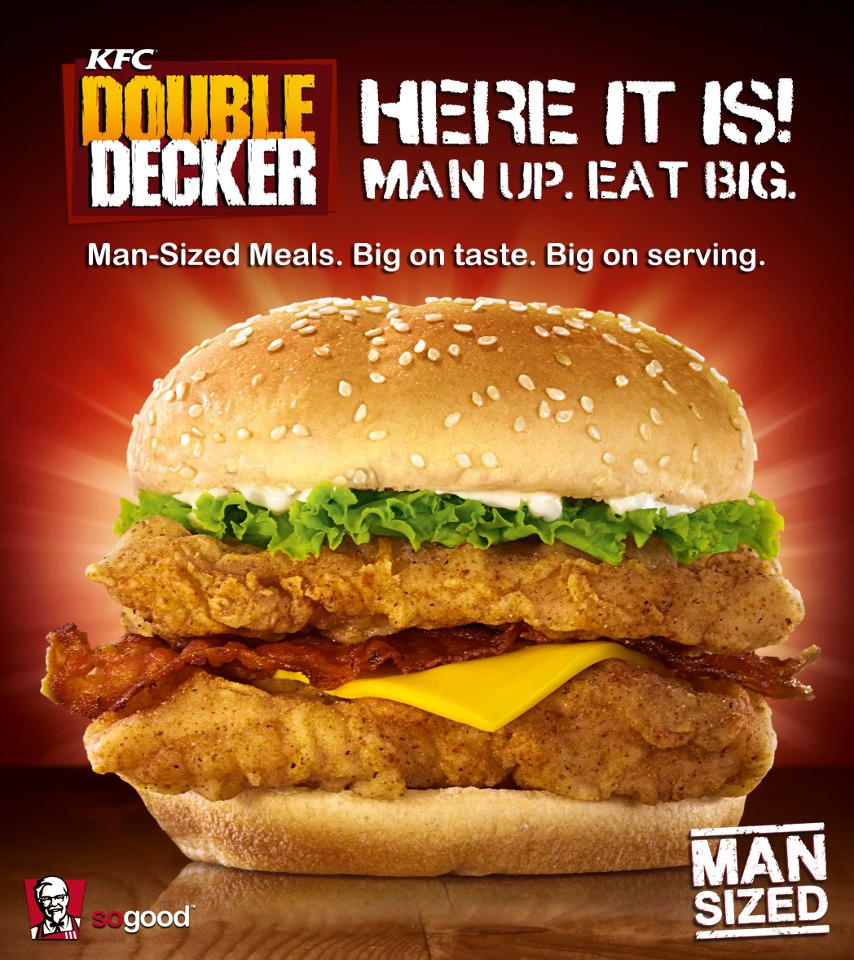 KFC
DOUBLE
DECKER
HERE IT IS!
MAN UP. EAT BIG.
Man-Sized Meals. Big on taste. Big on serving.
MAN
SIZED
sogood™